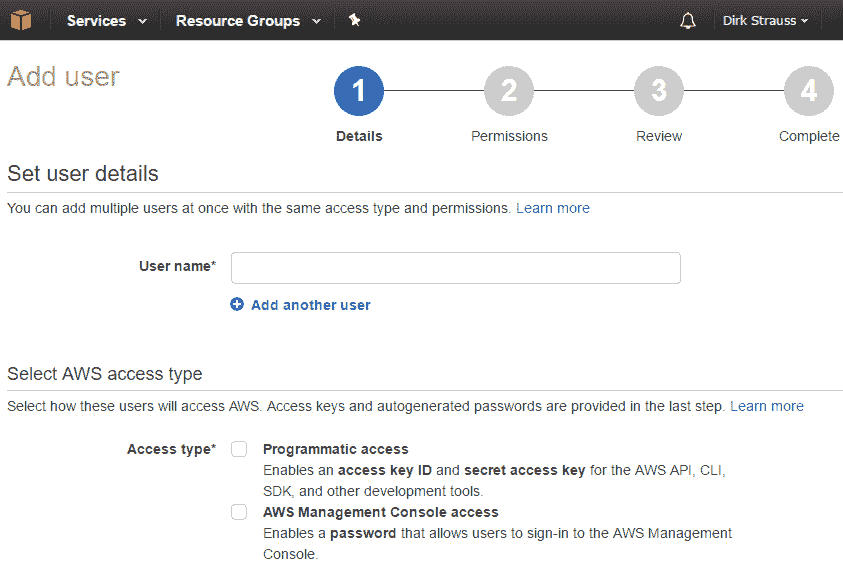 Services Resource Groups Dirk Strauss
Add user
1 2 3 4
Details Permissions Review Complete
Set user details
You can add multiple users at once with the same access type and permissions. Learn more
User name*
Add another user
Select AWS access type
Select how these users will access AWS. Access keys and autogenerated passwords are provided in the last step. Learn more
Access type* Programmatic access
Enables an access key ID and secret access key for the AWS API, CLI,
SDK, and other development tools.
AWS Management Console access
Enables a password that allows users to sign-in to the AWS Management
Console.